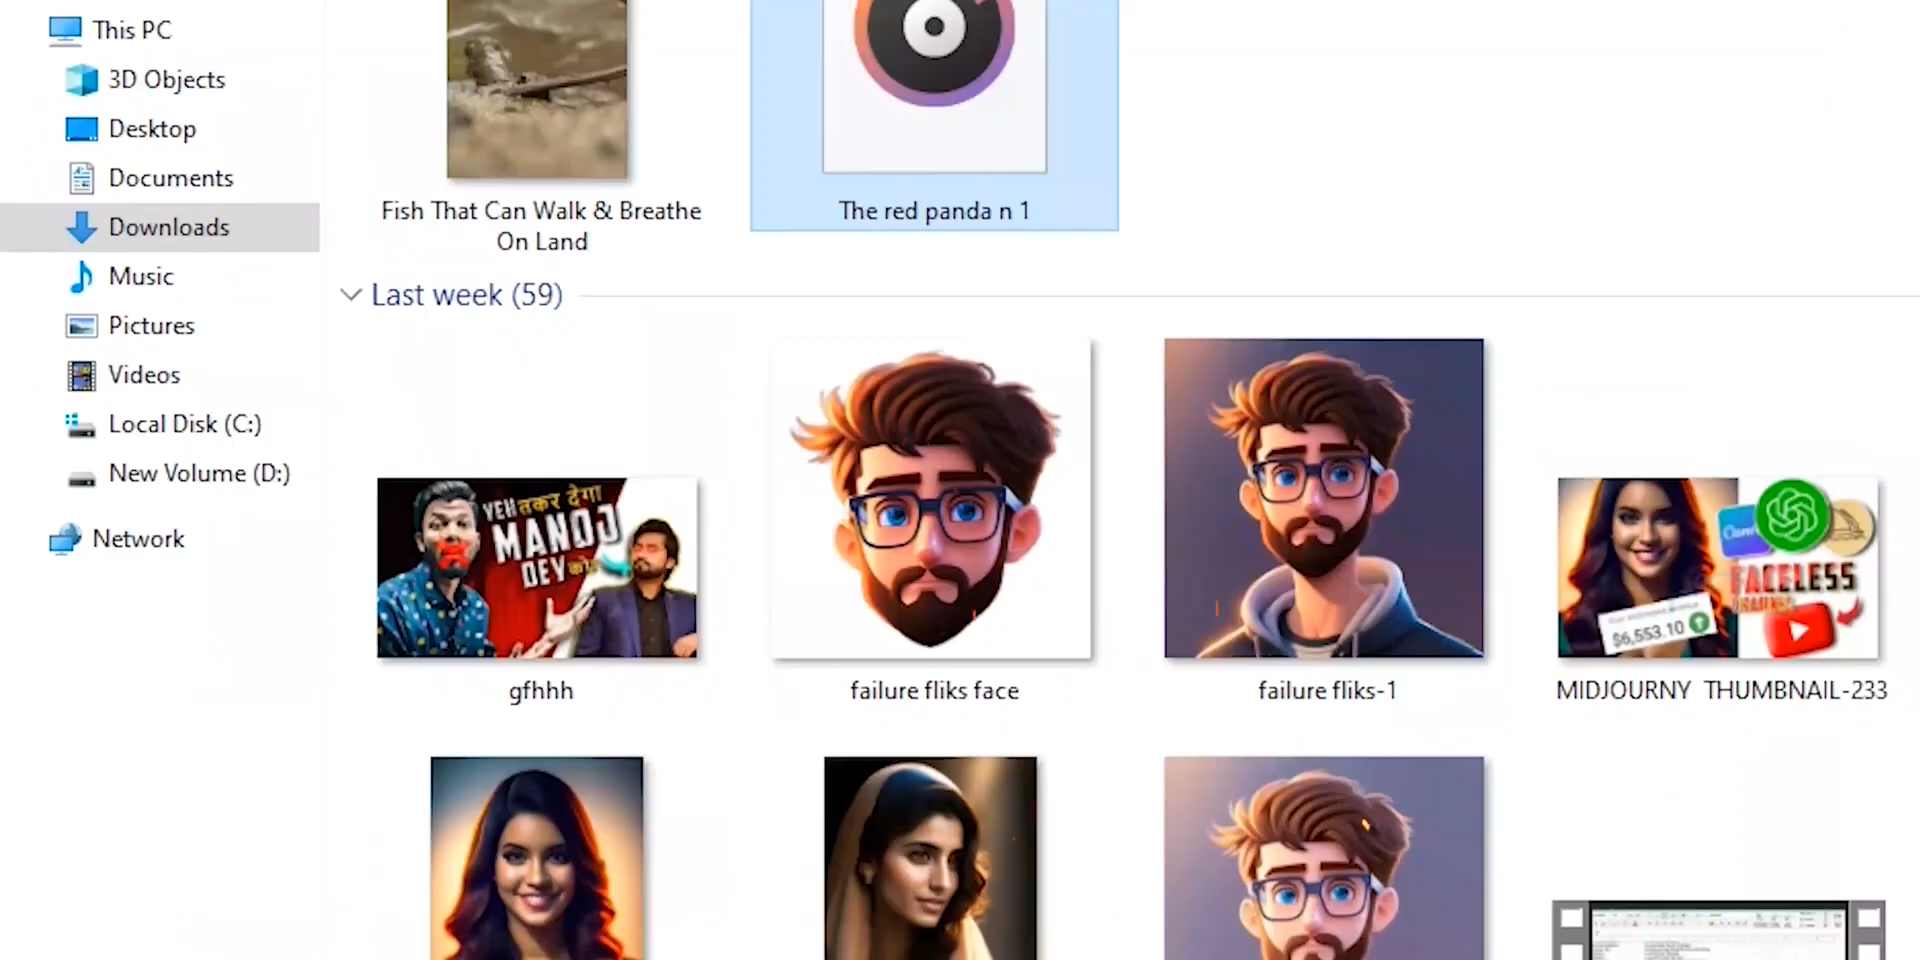 This PC
3D Objects
Desktop
Documents
Downloads
Music
Pictures
Videos
Local Disk (C:)
New Volume (D:)
Network
Fish That Can Walk & Breathe
On Land
The red panda n 1
Last week (59)
YEH तकर देगा
MANOJ
DEY को
gfhhh
failure fliks face
failure fliks-1
Canva
FACELESS
$6,553.10
MIDJOURNY THUMBNAIL-233